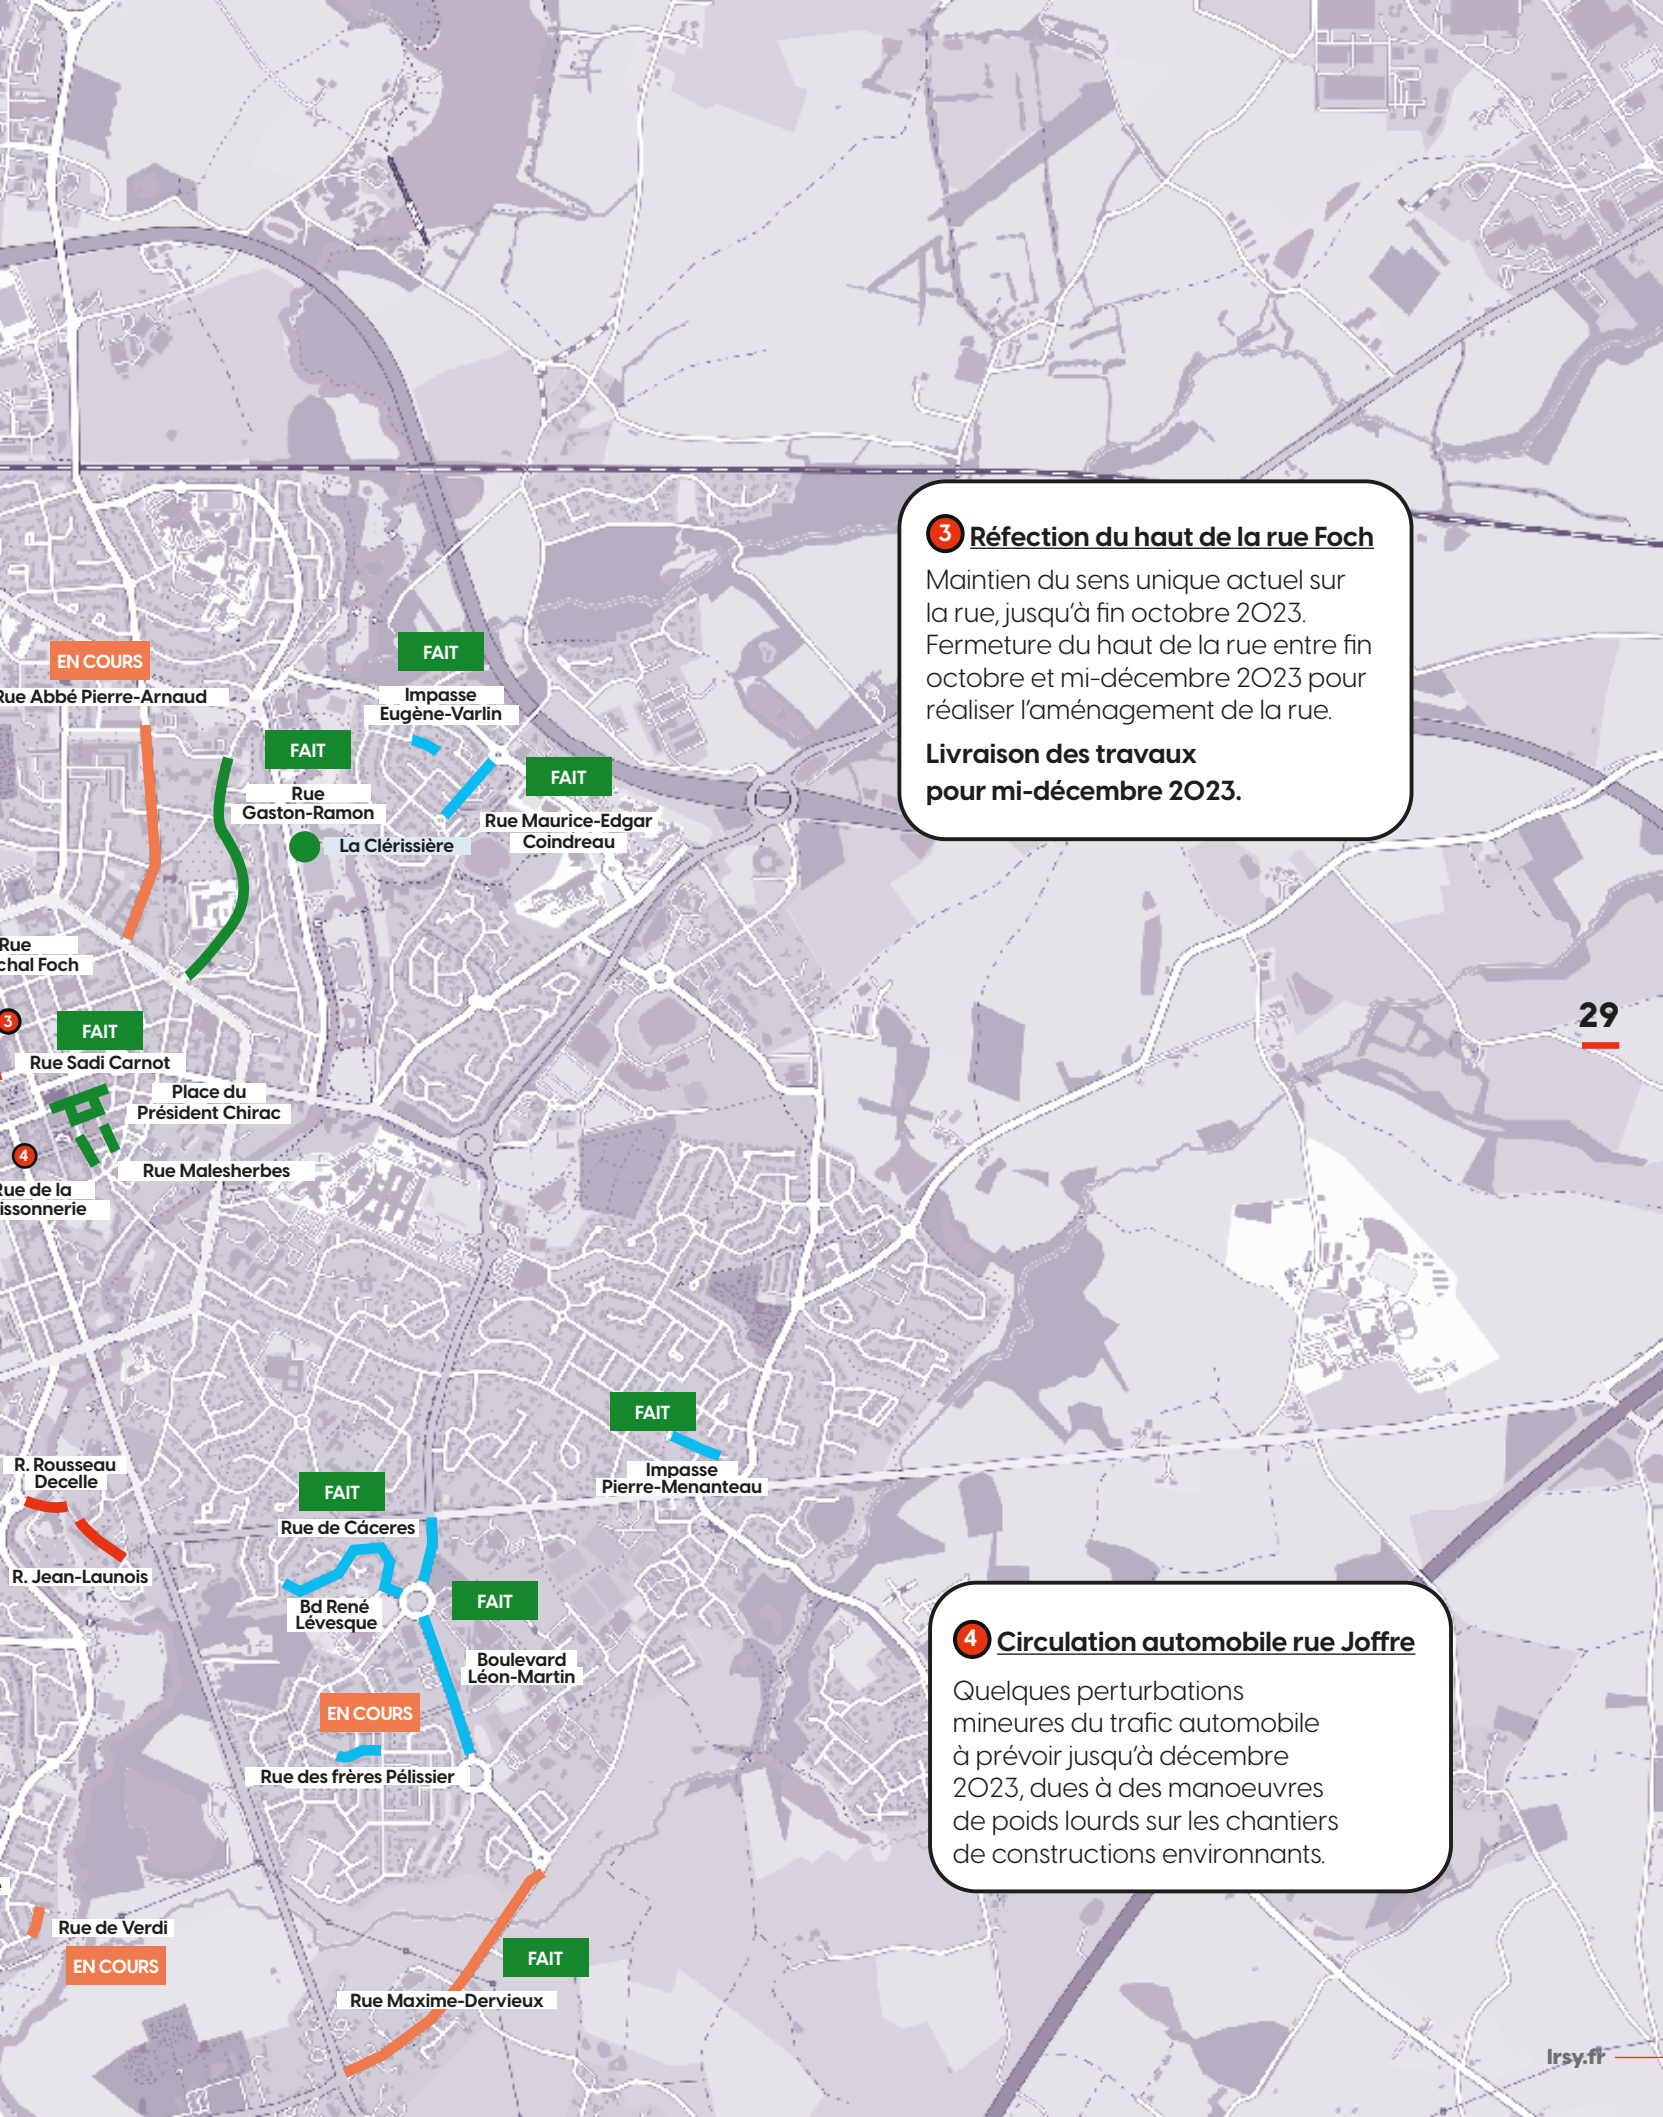 3 Réfection du haut de la rue Foch
Maintien du sens unique actuel sur
la rue, jusqu'à fin octobre 2023.
Fermeture du haut de la rue entre fin
octobre et mi-décembre 2023 pour
réaliser l'aménagement de la rue.
Livraison des travaux
pour mi-décembre 2023.
EN COURS
Rue Abbé Pierre-Arnaud
FAIT
Impasse
Eugène-Varlin
FAIT
Rue
Gaston-Ramon
FAIT
Rue Maurice-Edgar
Coindreau
La Clérissière
Rue
chal Foch
3
FAIT
Rue Sadi Carnot
Place du
Président Chirac
4
Rue Malesherbes
Rue de la
issonnerie
29
FAIT
Impasse
Pierre-Menanteau
R. Rousseau
Decelle
R. Jean-Launois
FAIT
Rue de Cáceres
Bd René
Lévesque
FAIT
Boulevard
Léon-Martin
EN COURS
Rue des frères Pélissier
4 Circulation automobile rue Joffre
Quelques perturbations
mineures du trafic automobile
à prévoir jusqu'à décembre
2023, dues à des manoeuvres
de poids lourds sur les chantiers
de constructions environnants.
Rue de Verdi
EN COURS
FAIT
Rue Maxime-Dervieux
lrsy.fr